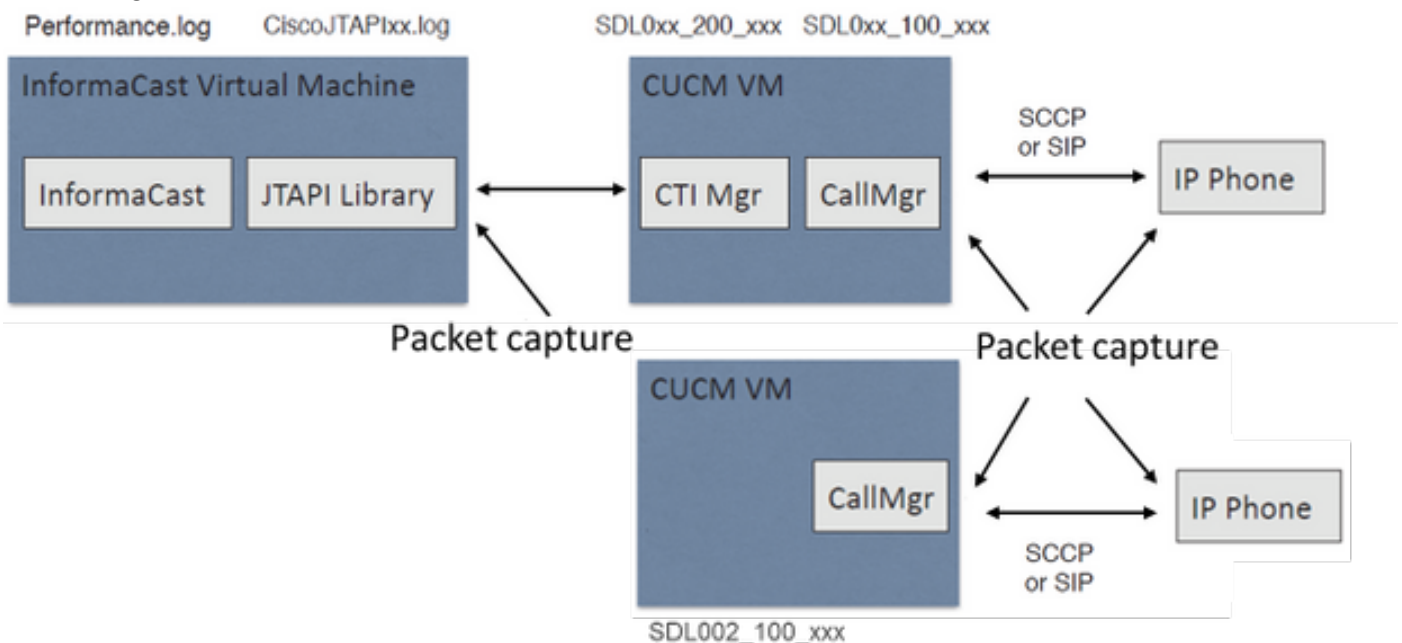 Performance.log CiscoJTAPIxx.log SDL0xx_200_xxx SDL0xx_100_xxx
InformaCast Virtual Machine
CUCM VM
SCCP
or SIP
InformaCast JTAPI Library CTI Mgr CallMgr IP Phone
Packet capture
Packet capture
CUCM VM
CallMgr
IP Phone
SCCP
or SIP
SDL002_100_xxx